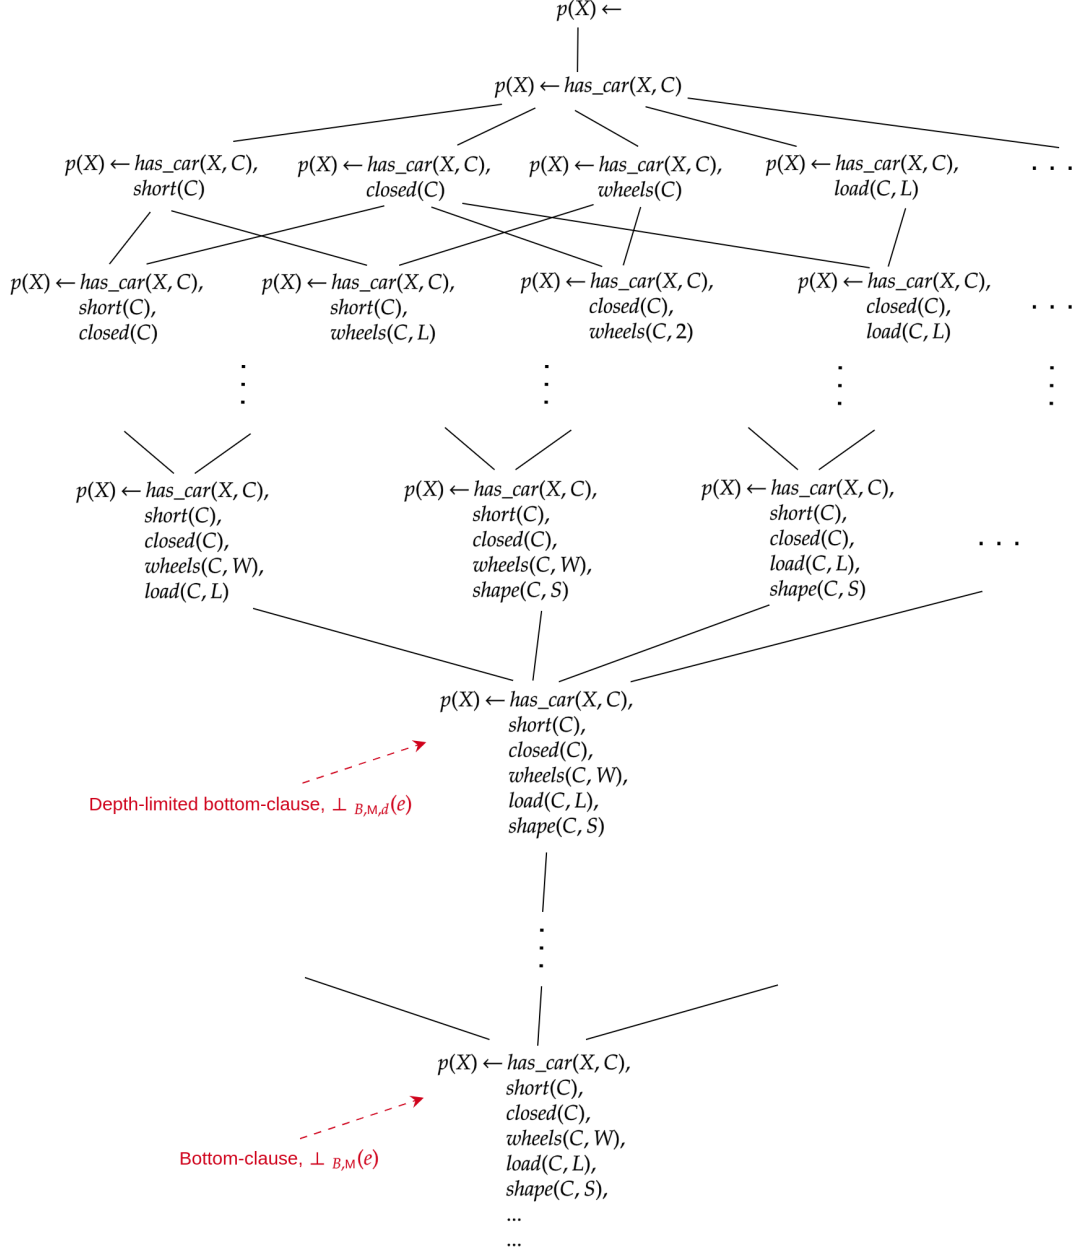 p(X) ←
p(X) ← has_car(X, C)
p(X) ← has_car(X, C),
short(C)
p(X) ← has_car(X, C),
closed(C)
p(X) ← has_car(X, C),
wheels(C)
p(X) ← has_car(X, C),
load(C, L)
. . .
p(X) ← has_car(X, C),
short(C),
closed(C)
p(X) ← has_car(X, C),
short(C),
wheels(C, L)
p(X) ← has_car(X, C),
closed(C),
wheels(C, 2)
p(X) ← has_car(X, C),
closed(C),
load(C, L)
. . .
p(X) ← has_car(X, C),
short(C),
closed(C),
wheels(C, W),
load(C, L)
p(X) ← has_car(X, C),
short(C),
closed(C),
wheels(C, W),
shape(C, S)
p(X) ← has_car(X, C),
short(C),
closed(C),
load(C, L),
shape(C, S)
. . .
p(X) ← has_car(X, C),
short(C),
closed(C),
wheels(C, W),
load(C, L),
shape(C, S)
Depth-limited bottom-clause, ⊥ B,M,d(e)
p(X) ← has_car(X, C),
short(C),
closed(C),
wheels(C, W),
load(C, L),
shape(C, S),
...
...
Bottom-clause, ⊥ B,M(e)